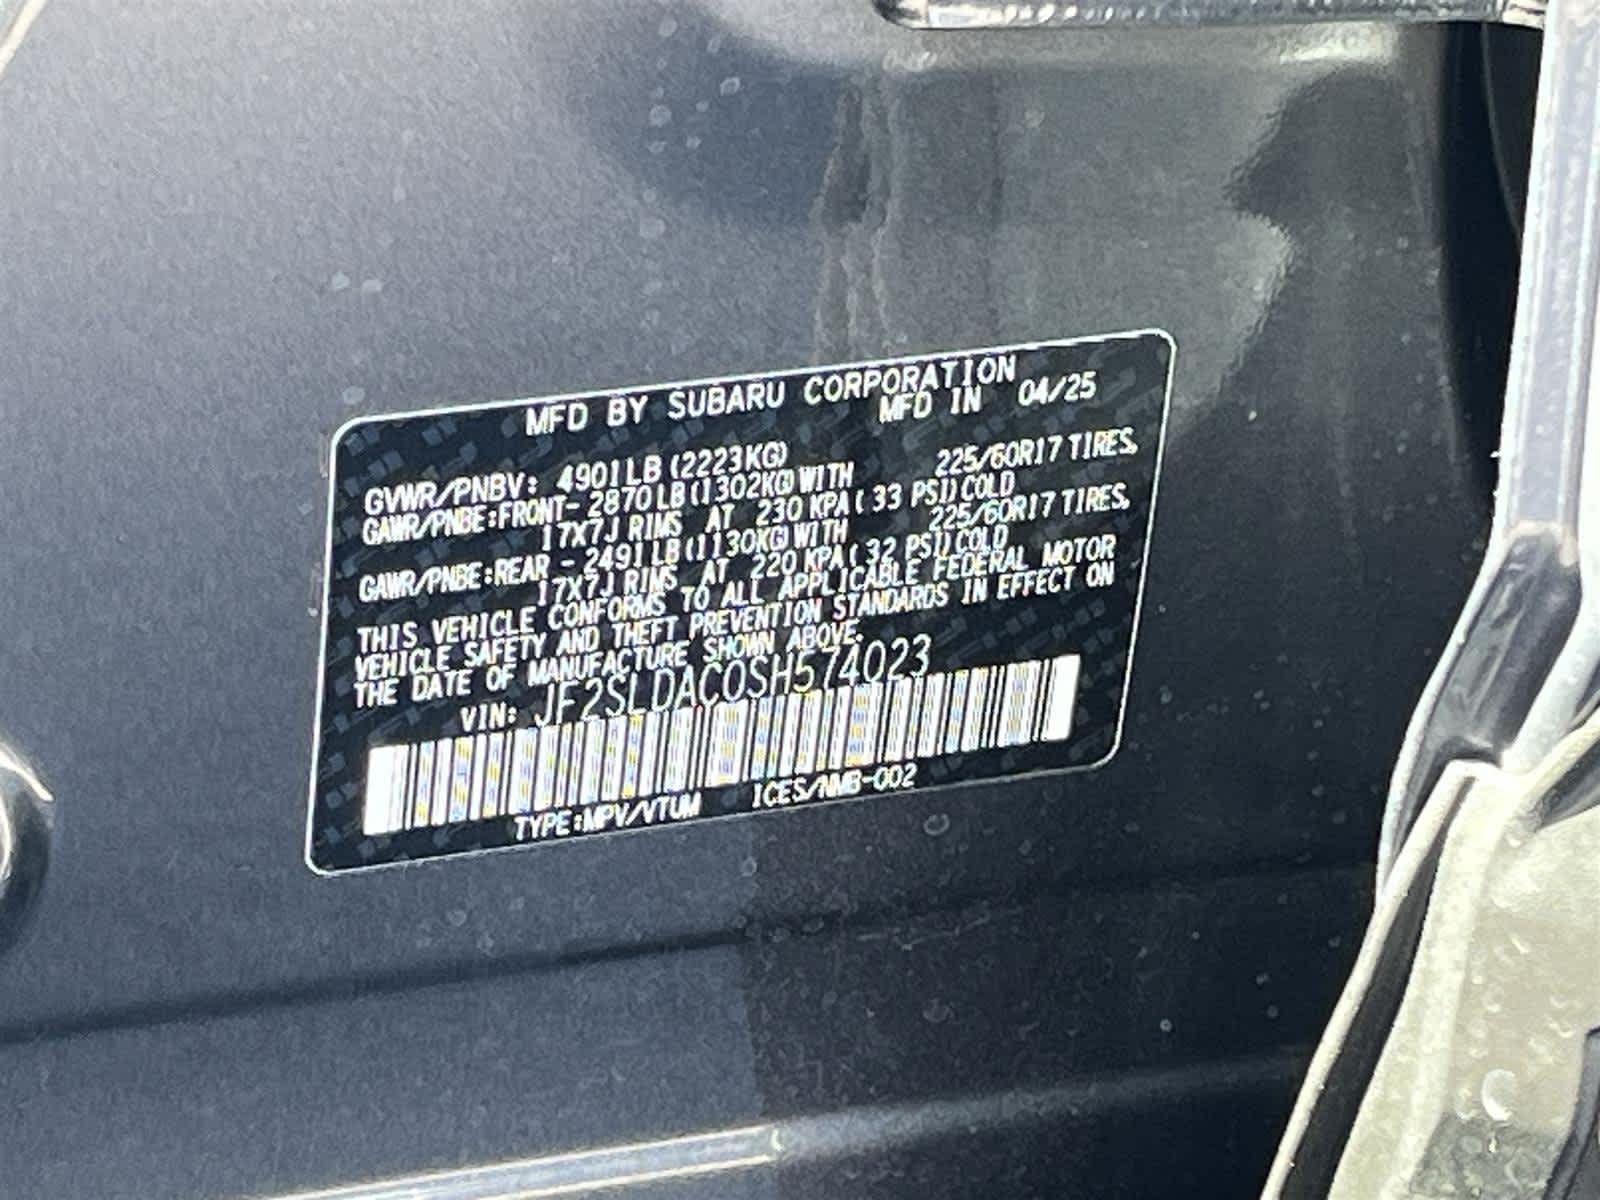 MFD BY SUBARU CORPORATION
MFD IN 04/25
GVWR/PNBV: 4901LB(2223KG)
GAWR/PNBE:FRONT- 2870LB(1302KG)WITH 225/60R17 TIRES,
17X7J RIMS AT 230 KPA( 33 PSI)COLD
GAWR/PNBE:REAR - 2491LB(1130KG)WITH 225/60R17 TIRES,
17X7J RIMS AT 220 KPA( 32 PSI)COLD
THIS VEHICLE CONFORMS TO ALL APPLICABLE FEDERAL MOTOR
VEHICLE SAFETY AND THEFT PREVENTION STANDARDS IN EFFECT ON
THE DATE OF MANUFACTURE SHOWN ABOVE.
VIN: JF2SLDAC0SH574023
TYPE:MPV/VTUM ICES/NMB-002